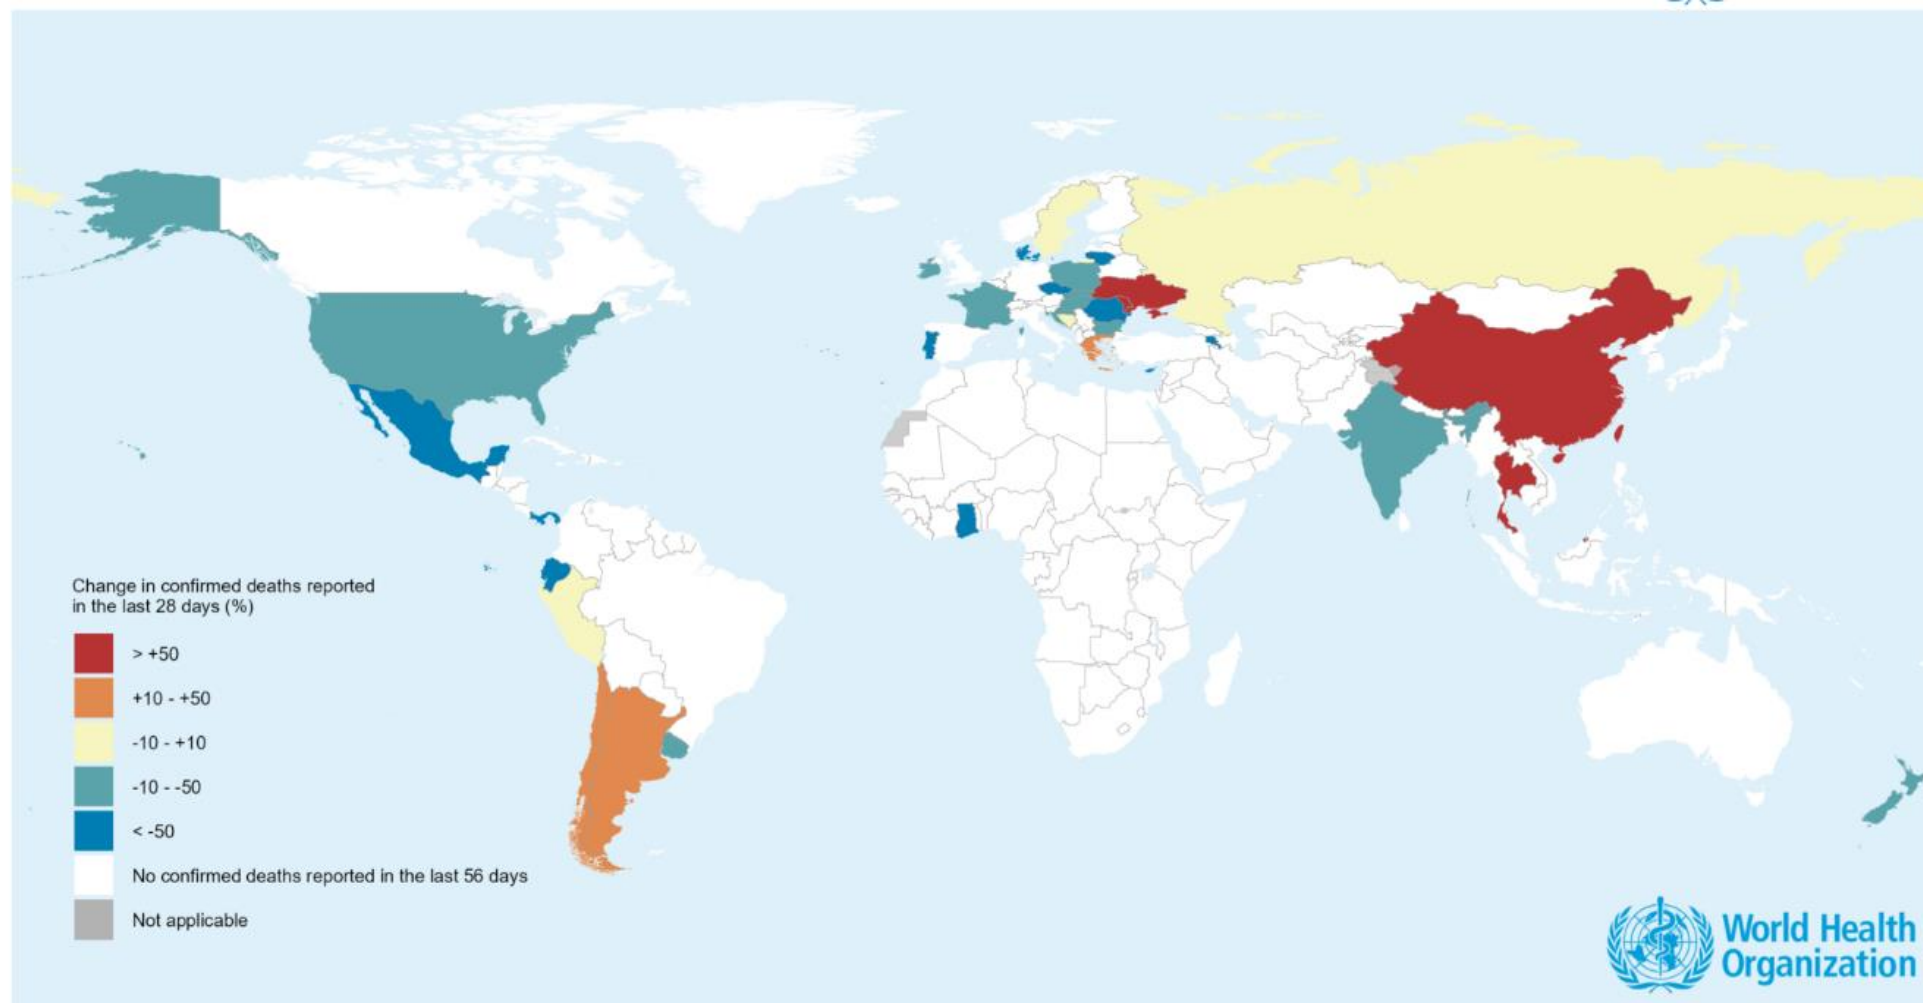 Change in confirmed deaths reported
in the last 28 days (%)
> +50
+10 - +50
-10 - +10
-10 - -50
< -50
No confirmed deaths reported in the last 56 days
Not applicable
World Health
Organization